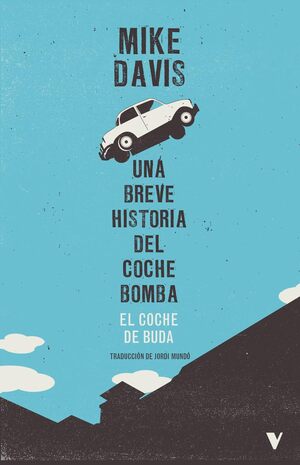 MIKE
DAVIS
UNA
BREVE
HISTORIA
DEL
COCHE
BOMBA
EL COCHE
DE BUDA
TRADUCCIÓN DE JORDI MUNDÓ
V